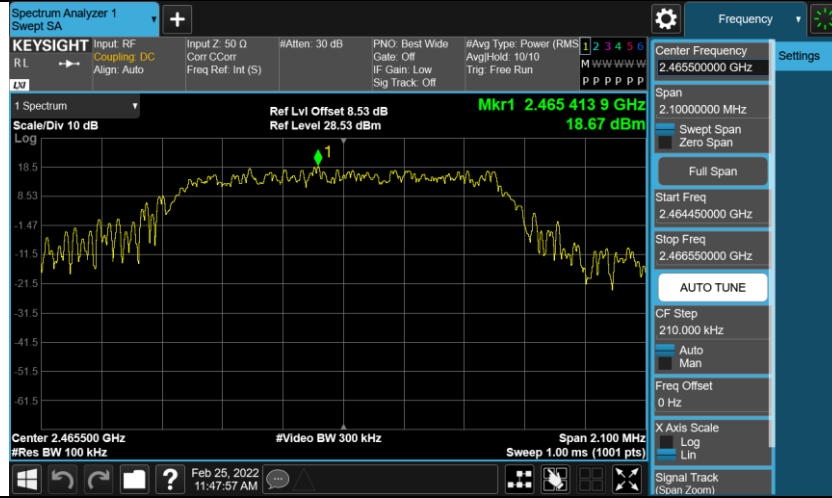 Spectrum Analyzer 1
Swept SA
+
Frequency
KEYSIGHT
RL
LXI
Input: RF
Coupling: DC
Align: Auto
Input Z: 50 Ω
Corr CCorr
Freq Ref: Int (S)
#Atten: 30 dB
PNO: Best Wide
Gate: Off
IF Gain: Low
Sig Track: Off
#Avg Type: Power (RMS
Avg|Hold: 10/10
Trig: Free Run
1 2 3 4 5 6
M W W W W W
P P P P P P
1 Spectrum
Scale/Div 10 dB
Log
Ref Lvl Offset 8.53 dB
Ref Level 28.53 dBm
Mkr1 2.465 413 9 GHz
18.67 dBm
1
18.5
8.53
-1.47
-11.5
-21.5
-31.5
-41.5
-51.5
-61.5
Center 2.465500 GHz
#Res BW 100 kHz
#Video BW 300 kHz
Span 2.100 MHz
Sweep 1.00 ms (1001 pts)
Center Frequency
2.465500000 GHz
Settings
Span
2.10000000 MHz
Swept Span
Zero Span
Full Span
Start Freq
2.464450000 GHz
Stop Freq
2.466550000 GHz
AUTO TUNE
CF Step
210.000 kHz
Auto
Man
Freq Offset
0 Hz
X Axis Scale
Log
Lin
Signal Track
(Span Zoom)
?
Feb 25, 2022
11:47:57 AM